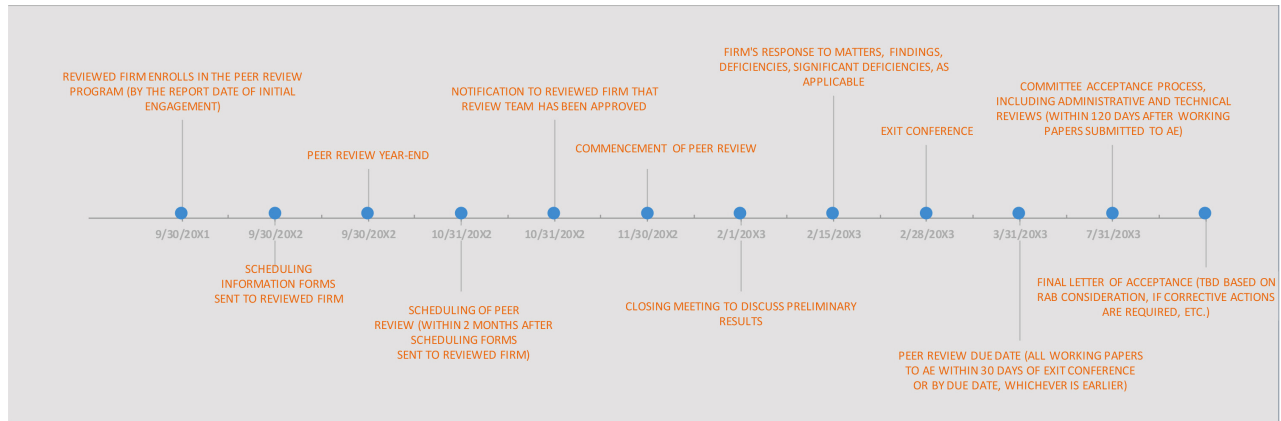 FIRM'S RESPONSE TO MATTERS, FINDINGS,
DEFICIENCIES, SIGNIFICANT DEFICIENCIES, AS
APPLICABLE
REVIEWED FIRM ENROLLS IN THE PEER REVIEW
PROGRAM (BY THE REPORT DATE OF INITIAL
ENGAGEMENT)
NOTIFICATION TO REVIEWED FIRM THAT
REVIEW TEAM HAS BEEN APPROVED
COMMITTEE ACCEPTANCE PROCESS,
INCLUDING ADMINISTRATIVE AND TECHNICAL
REVIEWS (WITHIN 120 DAYS AFTER WORKING
PAPERS SUBMITTED TO AE)
EXIT CONFERENCE
PEER REVIEW YEAR-END
COMMENCEMENT OF PEER REVIEW
9/30/20X1
9/30/20X2
9/30/20X2
10/31/20X2
10/31/20X2
11/30/20X2
2/1/20X3
2/15/20X3
2/28/20X3
3/31/20X3
7/31/20X3
SCHEDULING
INFORMATION FORMS
SENT TO REVIEWED FIRM
SCHEDULING OF PEER
REVIEW (WITHIN 2 MONTHS AFTER
SCHEDULING FORMS
SENT TO REVIEWED FIRM)
CLOSING MEETING TO DISCUSS PRELIMINARY
RESULTS
FINAL LETTER OF ACCEPTANCE (TBD BASED ON
RAB CONSIDERATION, IF CORRECTIVE ACTIONS
ARE REQUIRED, ETC.)
PEER REVIEW DUE DATE (ALL WORKING PAPERS
TO AE WITHIN 30 DAYS OF EXIT CONFERENCE
OR BY DUE DATE, WHICHEVER IS EARLIER)